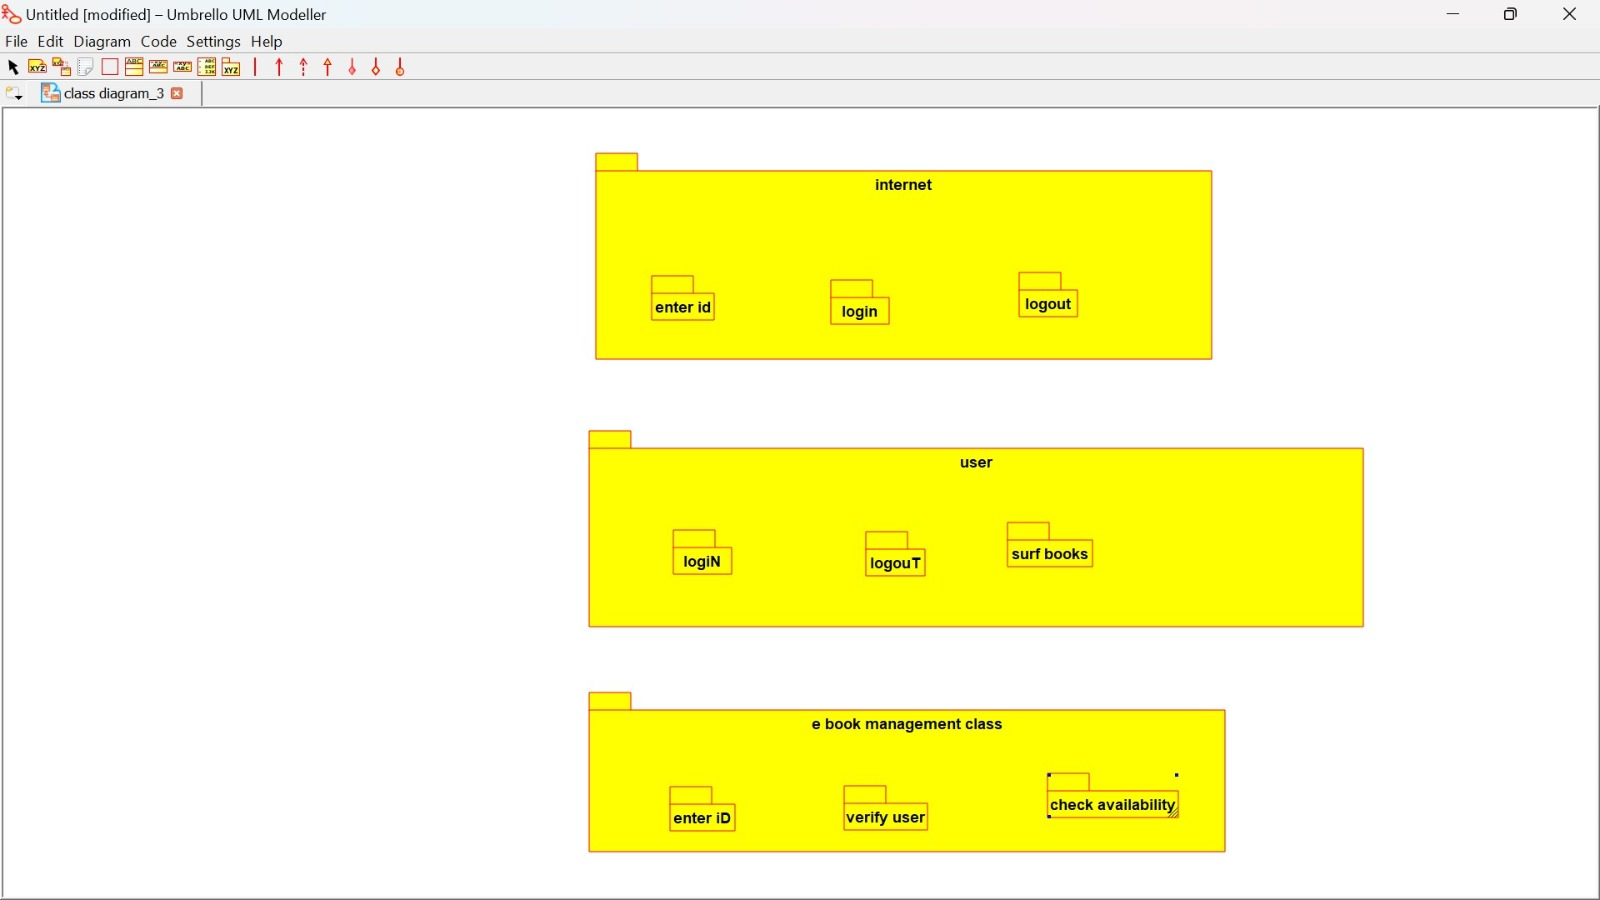 Untitled [modified] – Umbrello UML Modeller
File Edit Diagram Code Settings Help
class diagram_3
internet
enter id
login
logout
user
logiN
logouT
surf books
e book management class
enter iD
verify user
check availability